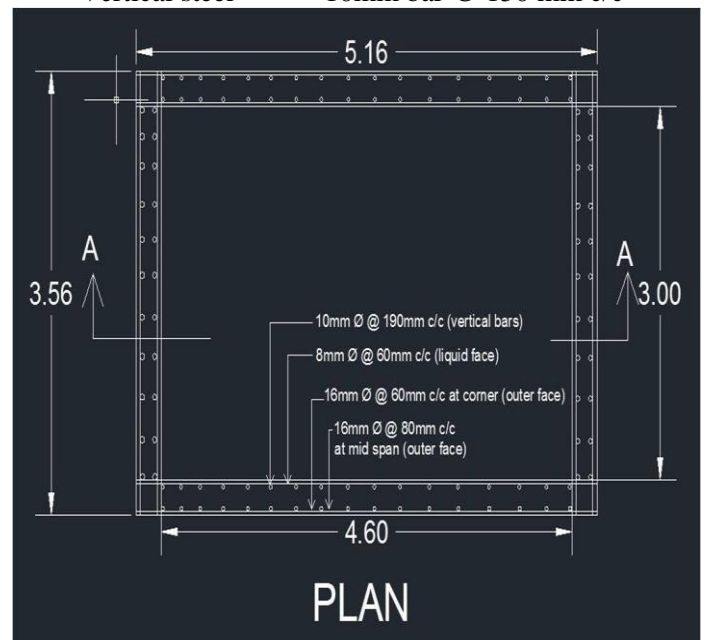 5.16
A
A
3.56
3.00
10mm Ø @ 190mm c/c (vertical bars)
8mm Ø @ 60mm c/c (liquid face)
16mm Ø @ 60mm c/c at corner (outer face)
16mm Ø @ 80mm c/c
at mid span (outer face)
4.60
PLAN